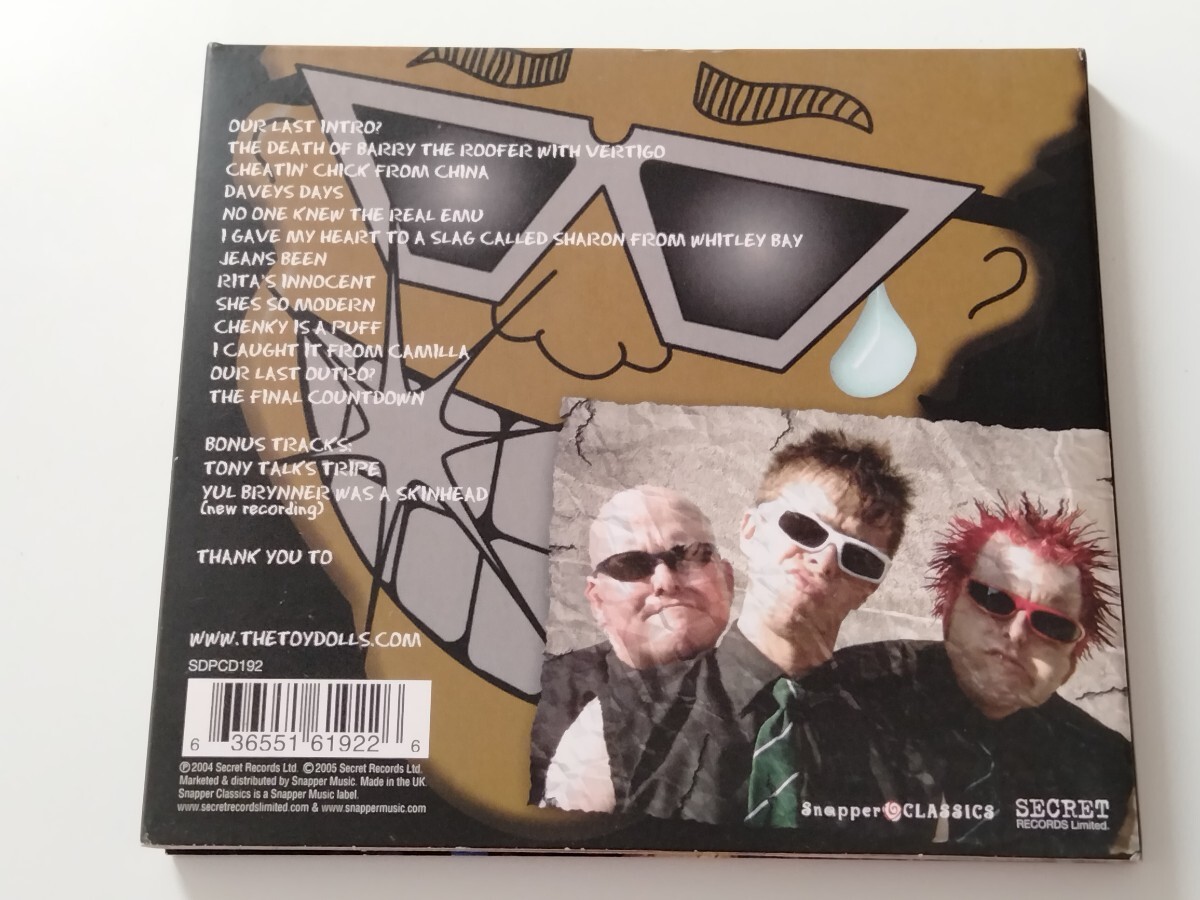 OUR LAST INTRO?
THE DEATH OF BARRY THE ROOFER WITH VERTIGO
CHEATIN' CHICK FROM CHINA
DAVEYS DAYS
NO ONE KNEW THE REAL EMU
I GAVE MY HEART TO A SLAG CALLED SHARON FROM WHITLEY BAY
JEANS BEEN
RITA'S INNOCENT
SHES SO MODERN
CHENKY IS A PUFF
I CAUGHT IT FROM CAMILLA
OUR LAST OUTRO?
THE FINAL COUNTDOWN
BONUS TRACKS:
TONY TALK'S TRIPE
YUL BRYNNER WAS A SKINHEAD
(new recording)
THANK YOU TO
WWW.THETOYDOLLS.COM
SDPCD192
6 36551 61922 6
℗2004 Secret Records Ltd. ©2005 Secret Records Ltd.
Marketed & distributed by Snapper Music. Made in the UK
Snapper Classics is a Snapper Music label.
www.secretrecordslimited.com & www.snappermusic.com
Snapper CLASSICS
SECRET
RECORDS Limited.